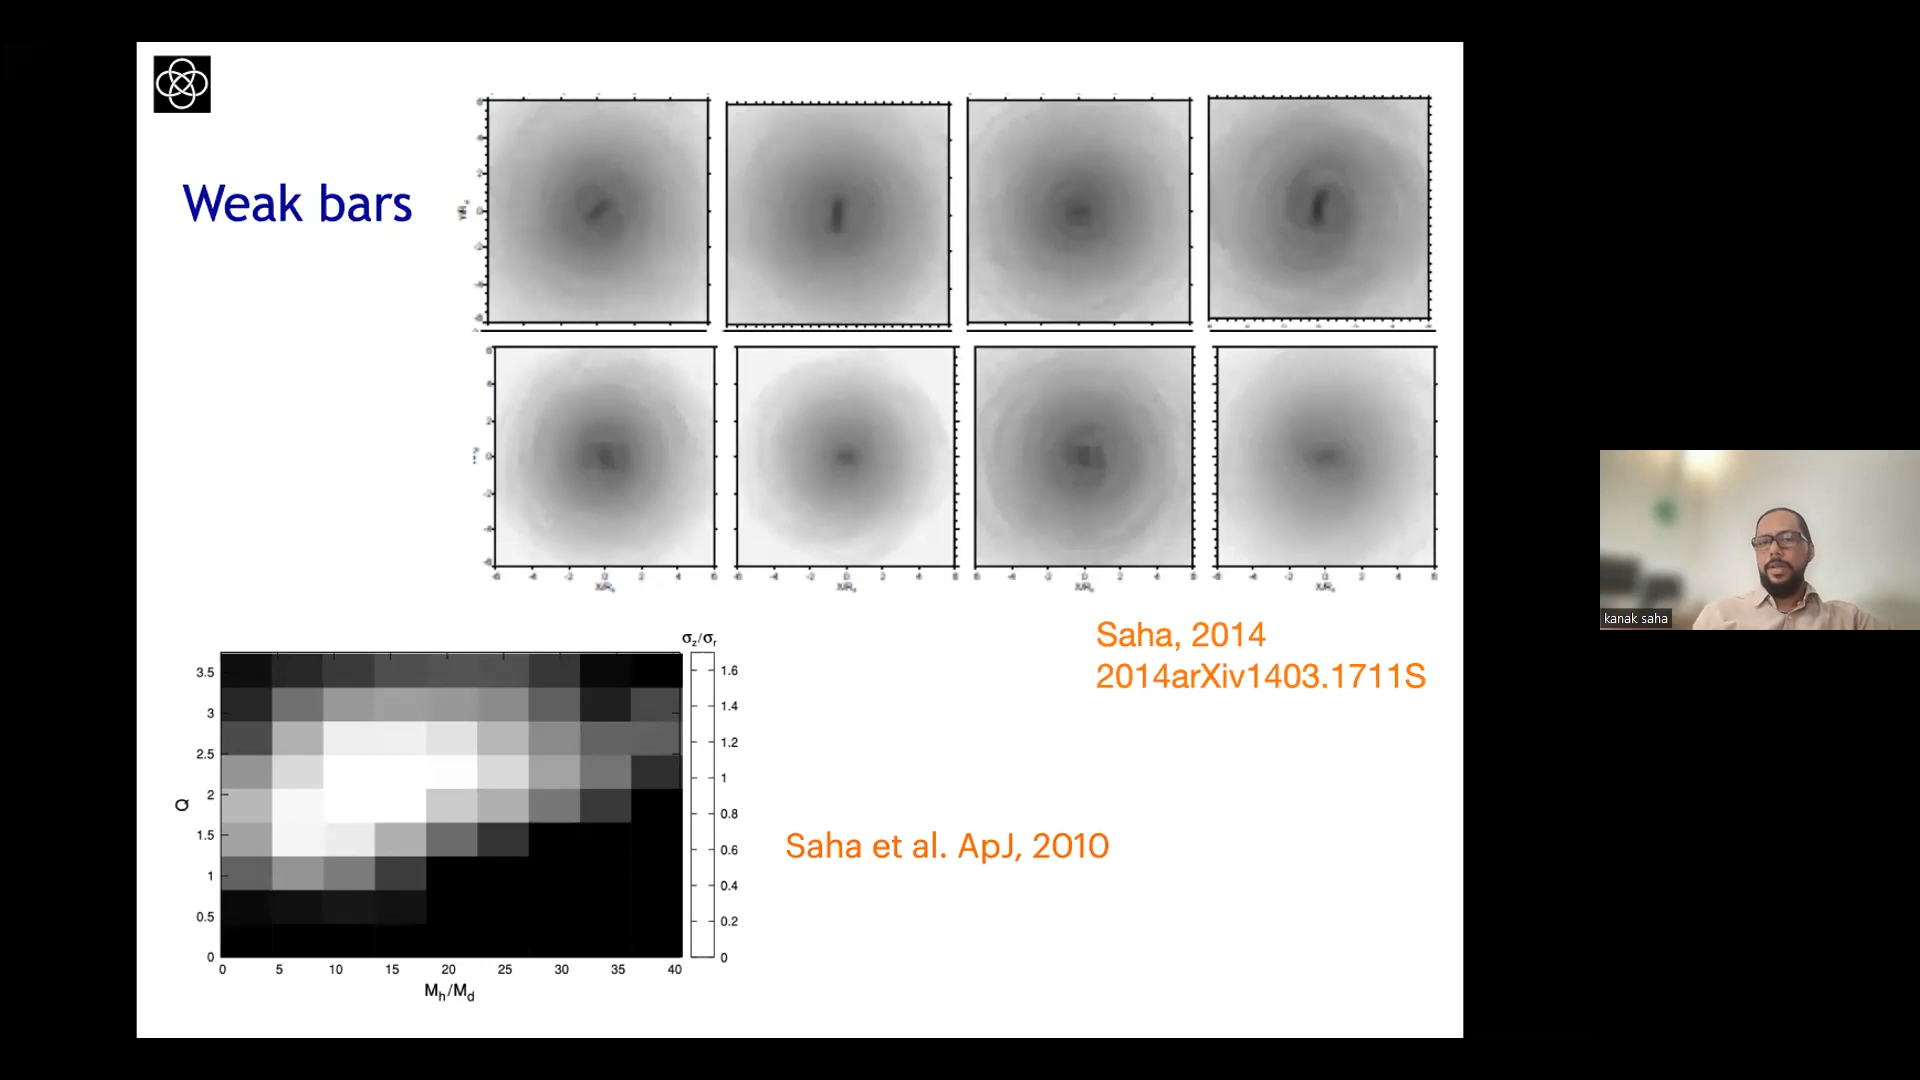 Weak bars
Saha, 2014
2014arXiv1403.1711S
kanak saha
σz/σr
3.5
3
2.5
2
1.5
1
0.5
0
Q
1.6
1.4
1.2
1
0.8
0.6
0.4
0.2
0
0 5 10 15 20 25 30 35 40
Mh/Md
Saha et al. ApJ, 2010